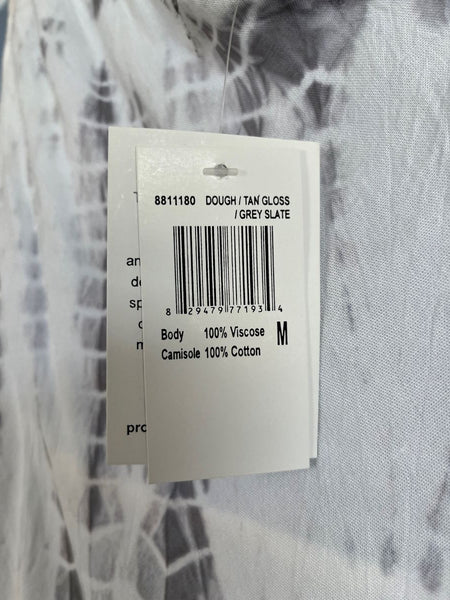 8811180 DOUGH / TAN GLOSS
/ GREY SLATE
8 29479 77193 4
Body 100% Viscose M
Camisole 100% Cotton